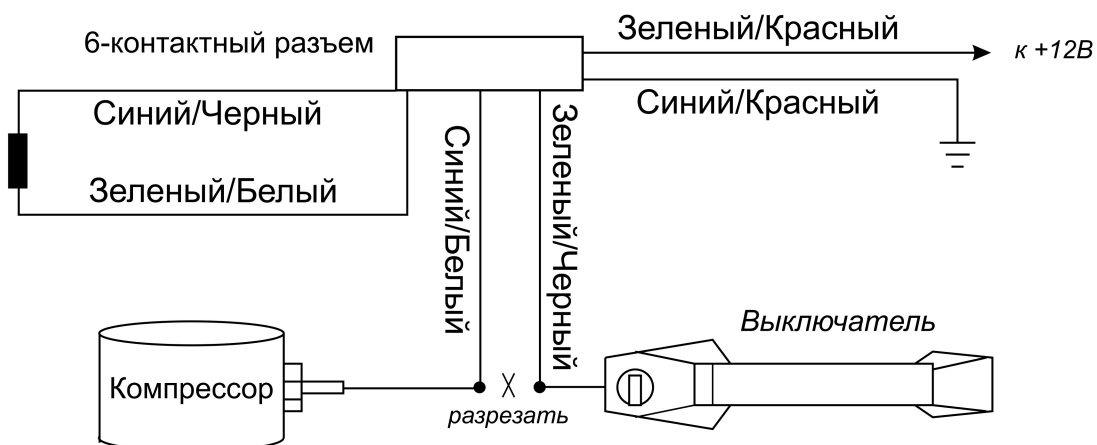 Зеленый/Красный
6-контактный разъем
к +12В
Синий/Красный
Синий/Черный
Зеленый/Белый
Синий/Белый
Зеленый/Черный
Выключатель
Компрессор
разрезать